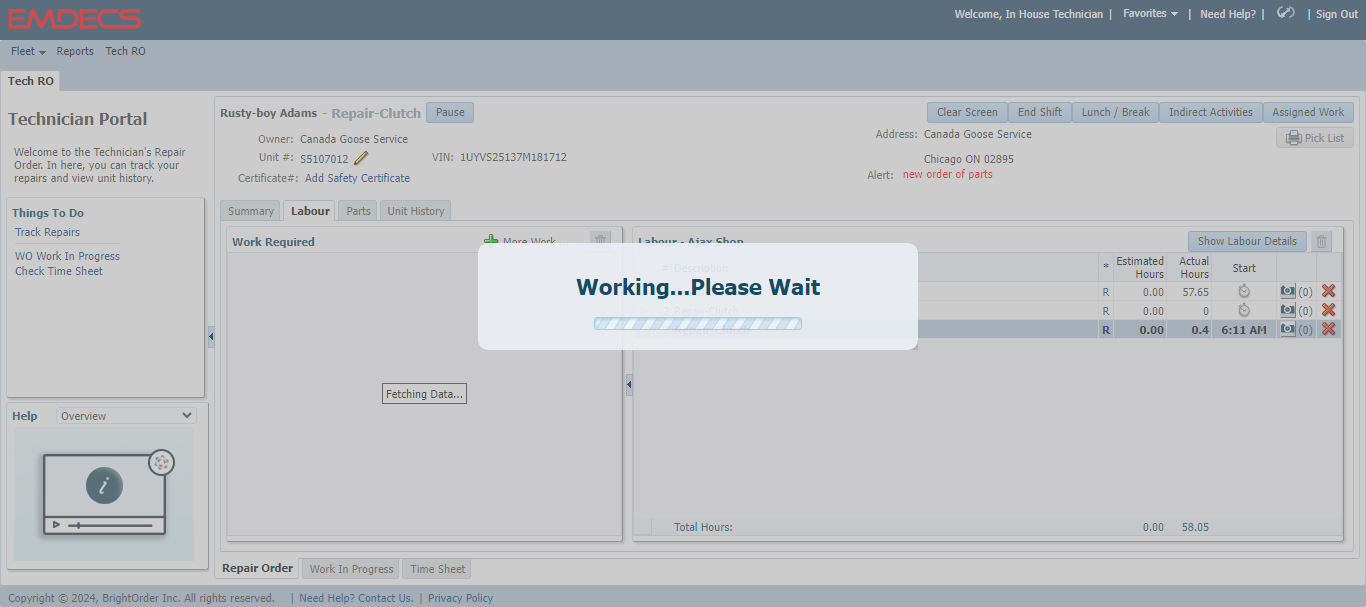 EMDECS
Welcome, In House Technician | Favorites | Need Help? | | Sign Out
Fleet Reports Tech RO
Tech RO
Technician Portal
Welcome to the Technician's Repair
Order. In here, you can track your
repairs and view unit history.
Things To Do
Track Repairs
WO Work In Progress
Check Time Sheet
Help Overview
Rusty-boy Adams - Repair-Clutch Pause
Clear Screen End Shift Lunch / Break Indirect Activities Assigned Work
Owner: Canada Goose Service
Unit #: S5107012 VIN: 1UYVS25137M181712
Certificate#: Add Safety Certificate
Address: Canada Goose Service
Chicago ON 02895
Alert: new order of parts
Pick List
Summary Labour Parts Unit History
Work Required More Work
Fetching Data...
Labour - Ajax Shop Show Labour Details
# Description * Estimated Hours Actual Hours Start
R 0.00 57.65 (0)
2 Repair-Clutch R 0.00 0 (0)
Repair-Clutch R 0.00 0.4 6:11 AM (0)
Working...Please Wait
Total Hours: 0.00 58.05
Repair Order Work In Progress Time Sheet
Copyright © 2024, BrightOrder Inc. All rights reserved. | Need Help? Contact Us. | Privacy Policy